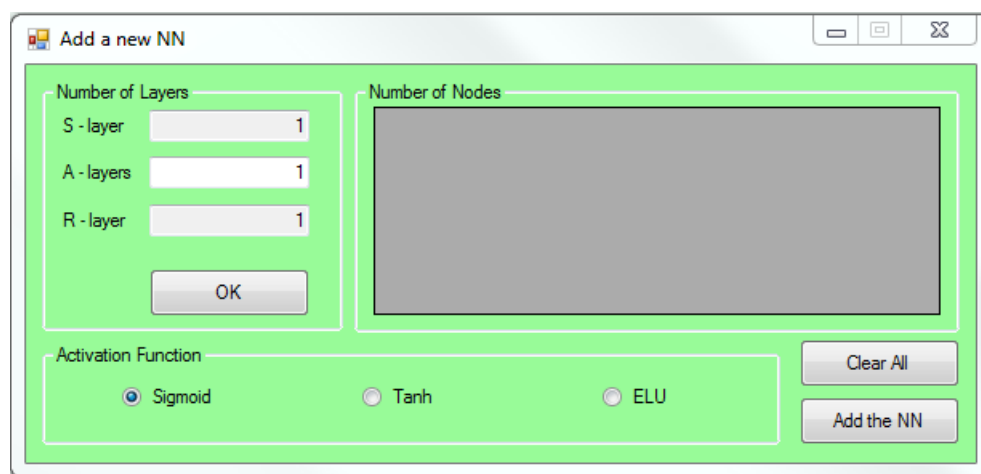 Add a new NN
Number of Layers
S - layer 1
A - layers 1
R - layer 1
OK
Number of Nodes
Activation Function
Sigmoid Tanh ELU
Clear All
Add the NN